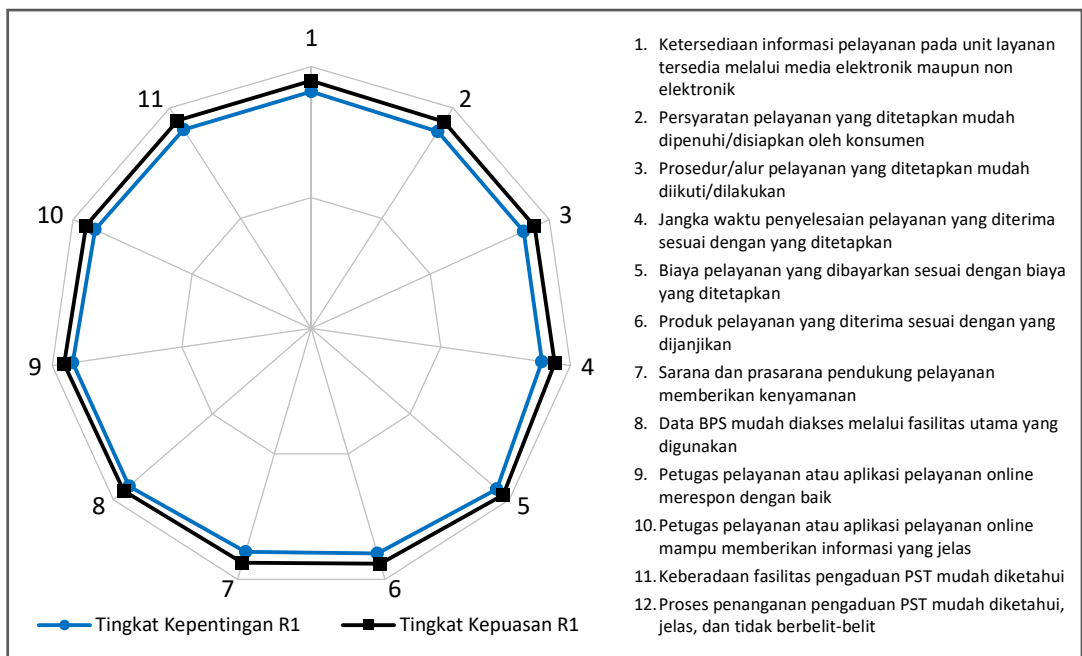 1
2
3
4
5
6
7
8
9
10
11
Tingkat Kepentingan R1
Tingkat Kepuasan R1
1. Ketersediaan informasi pelayanan pada unit layanan
tersedia melalui media elektronik maupun non
elektronik
2. Persyaratan pelayanan yang ditetapkan mudah
dipenuhi/disiapkan oleh konsumen
3. Prosedur/alur pelayanan yang ditetapkan mudah
diikuti/dilakukan
4. Jangka waktu penyelesaian pelayanan yang diterima
sesuai dengan yang ditetapkan
5. Biaya pelayanan yang dibayarkan sesuai dengan biaya
yang ditetapkan
6. Produk pelayanan yang diterima sesuai dengan yang
dijanjikan
7. Sarana dan prasarana pendukung pelayanan
memberikan kenyamanan
8. Data BPS mudah diakses melalui fasilitas utama yang
digunakan
9. Petugas pelayanan atau aplikasi pelayanan online
merespon dengan baik
10. Petugas pelayanan atau aplikasi pelayanan online
mampu memberikan informasi yang jelas
11. Keberadaan fasilitas pengaduan PST mudah diketahui
12. Proses penanganan pengaduan PST mudah diketahui,
jelas, dan tidak berbelit-belit